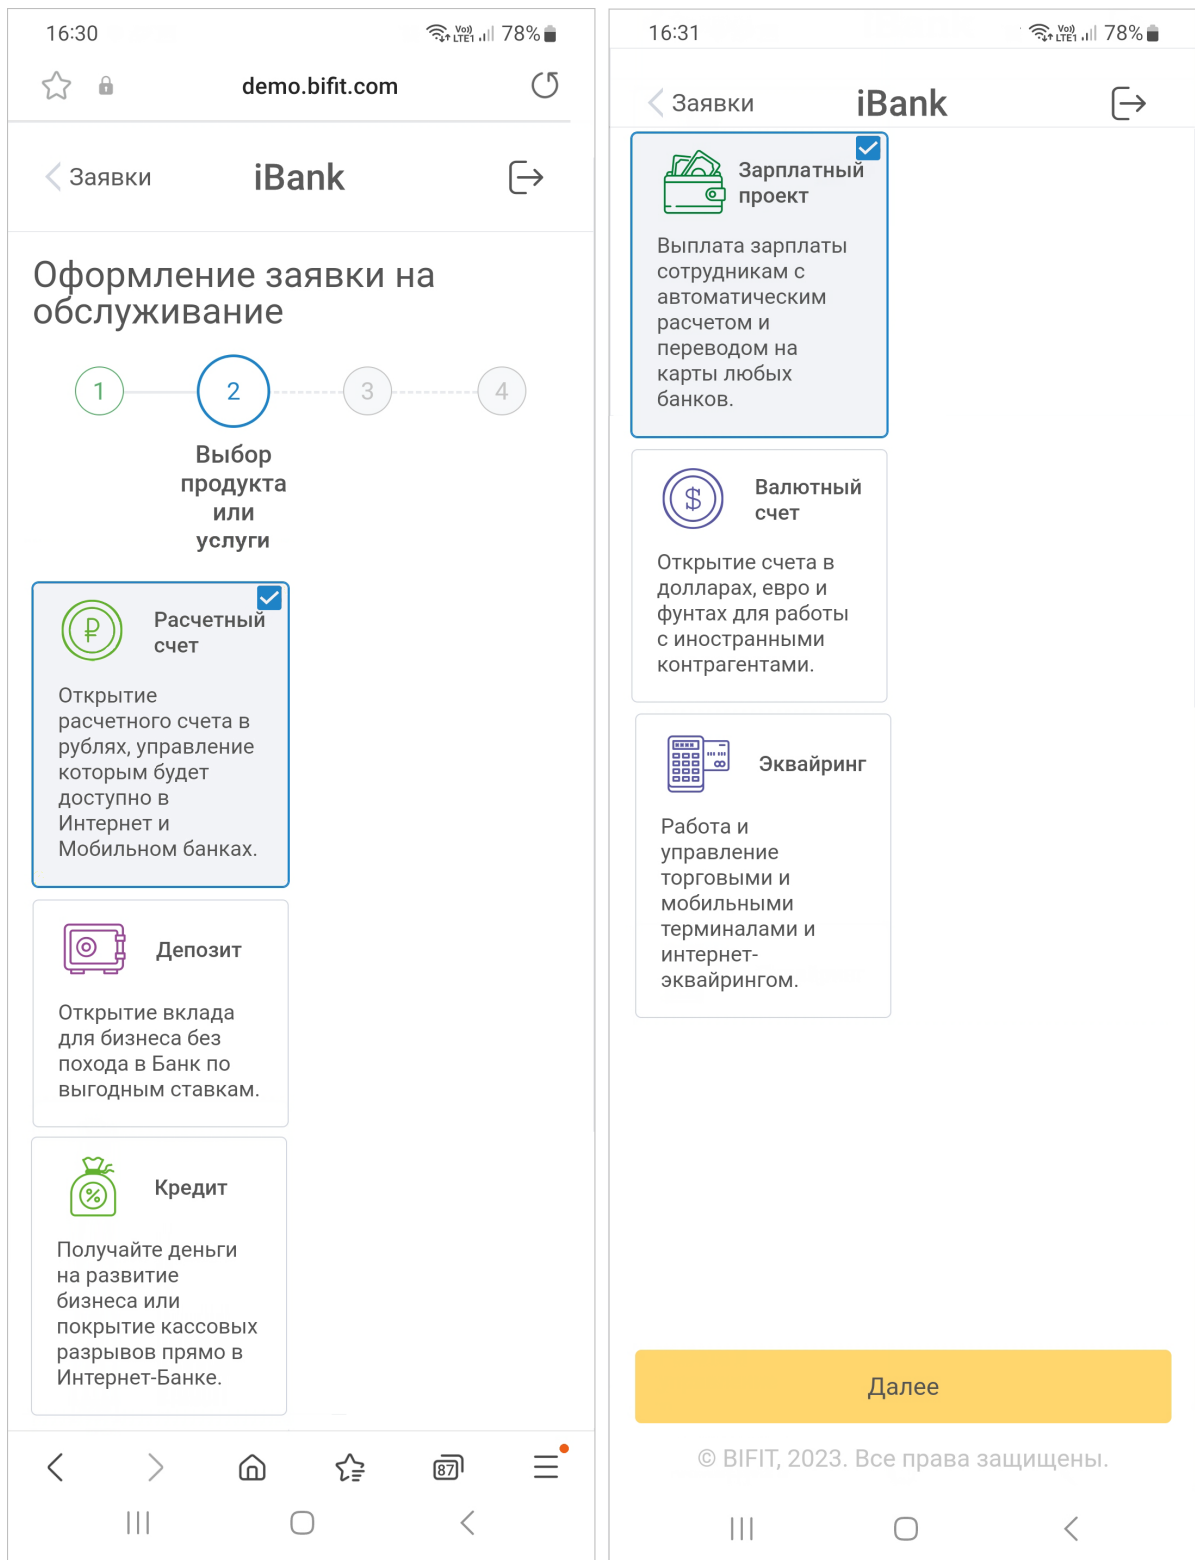 16:30
Vo))
LTE1
78%
demo.bifit.com
Заявки
iBank
Оформление заявки на
обслуживание
1
2
3
4
Выбор
продукта
или
услуги
Расчетный
счет
Открытие
расчетного счета в
рублях, управление
которым будет
доступно в
Интернет и
Мобильном банках.
Депозит
Открытие вклада
для бизнеса без
похода в Банк по
выгодным ставкам.
Кредит
Получайте деньги
на развитие
бизнеса или
покрытие кассовых
разрывов прямо в
Интернет-Банке.
87
16:31
Vo))
LTE1
78%
Заявки
iBank
Зарплатный
проект
Выплата зарплаты
сотрудникам с
автоматическим
расчетом и
переводом на
карты любых
банков.
Валютный
счет
Открытие счета в
долларах, евро и
фунтах для работы
с иностранными
контрагентами.
Эквайринг
Работа и
управление
торговыми и
мобильными
терминалами и
интернет-
эквайрингом.
Далее
© BIFIT, 2023. Все права защищены.